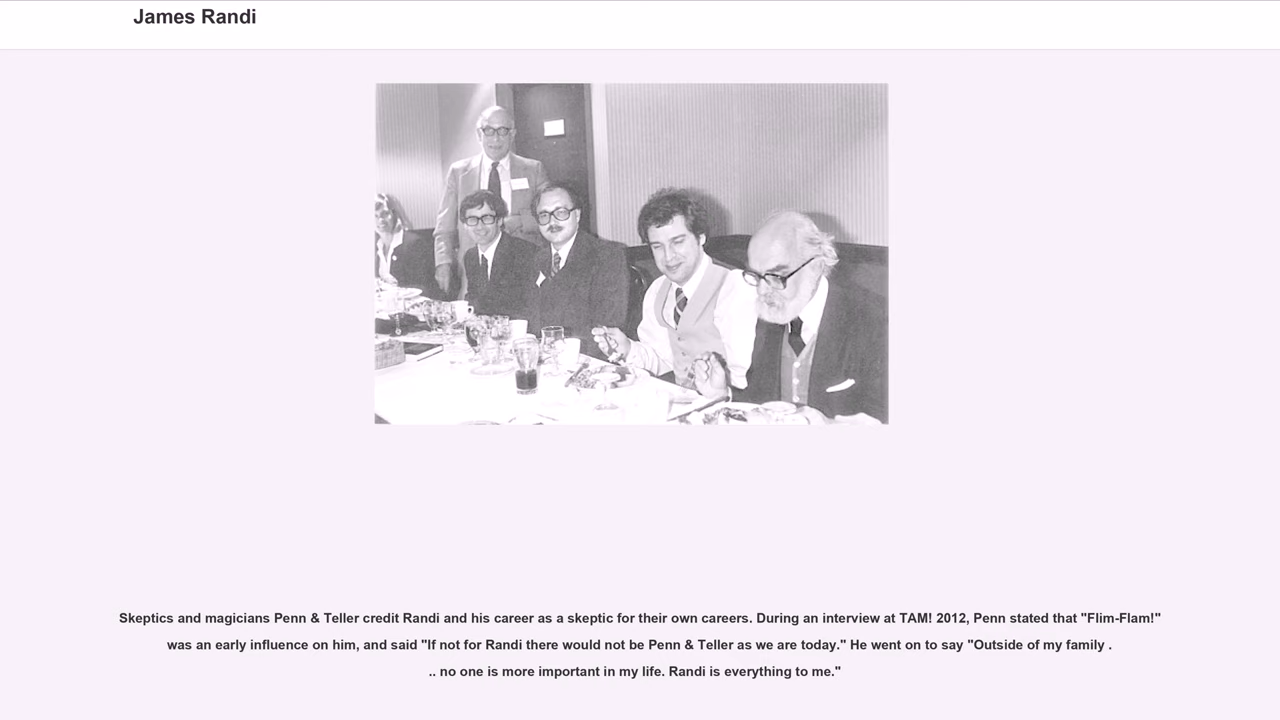 James Randi
Skeptics and magicians Penn & Teller credit Randi and his career as a skeptic for their own careers. During an interview at TAM! 2012, Penn stated that "Flim-Flam!"
was an early influence on him, and said "If not for Randi there would not be Penn & Teller as we are today." He went on to say "Outside of my family .
.. no one is more important in my life. Randi is everything to me."